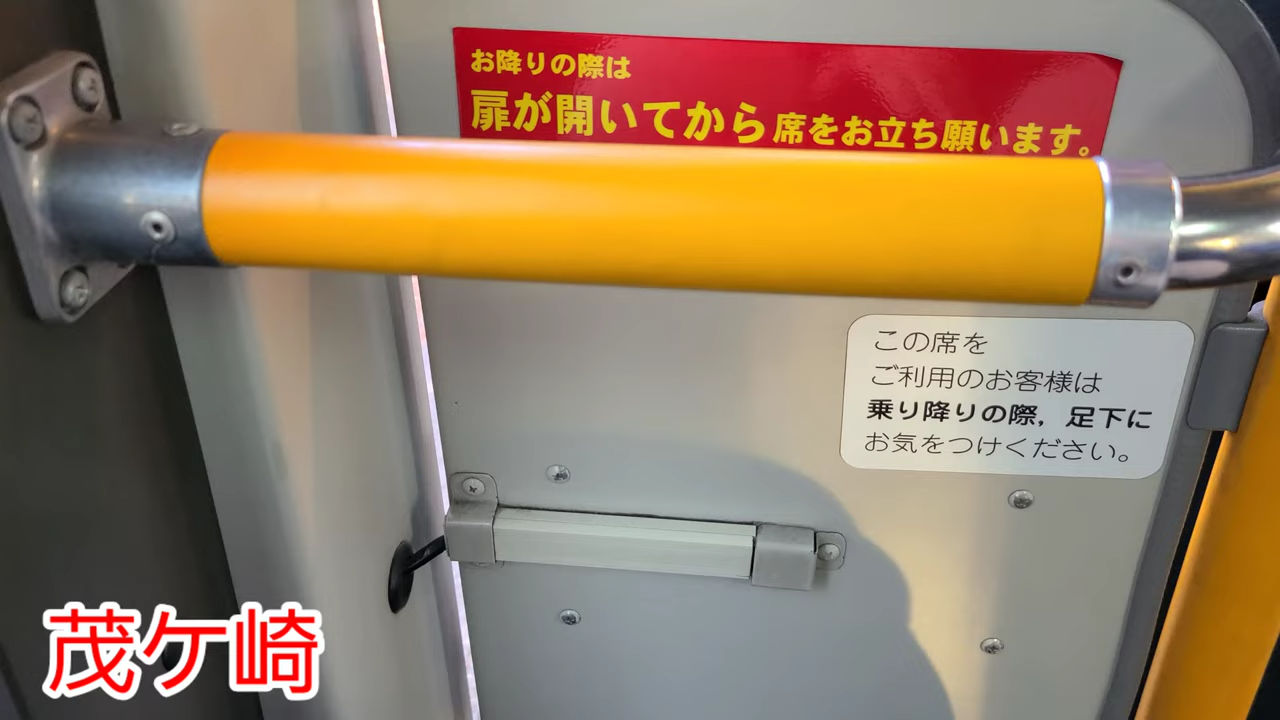 お降りの際は
扉が開いてから席をお立ち願います。
この席を
ご利用のお客様は
乗り降りの際，足下に
お気をつけください。
茂ケ崎